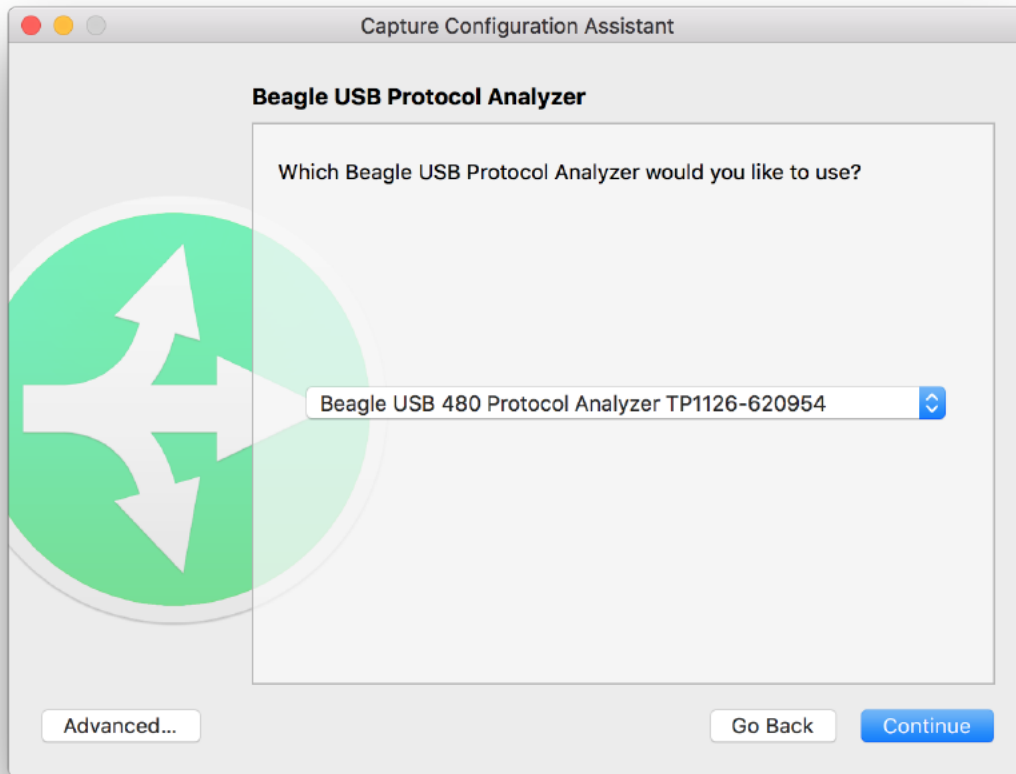 Capture Configuration Assistant
Beagle USB Protocol Analyzer
Which Beagle USB Protocol Analyzer would you like to use?
Beagle USB 480 Protocol Analyzer TP1126-620954
Advanced...
Go Back
Continue